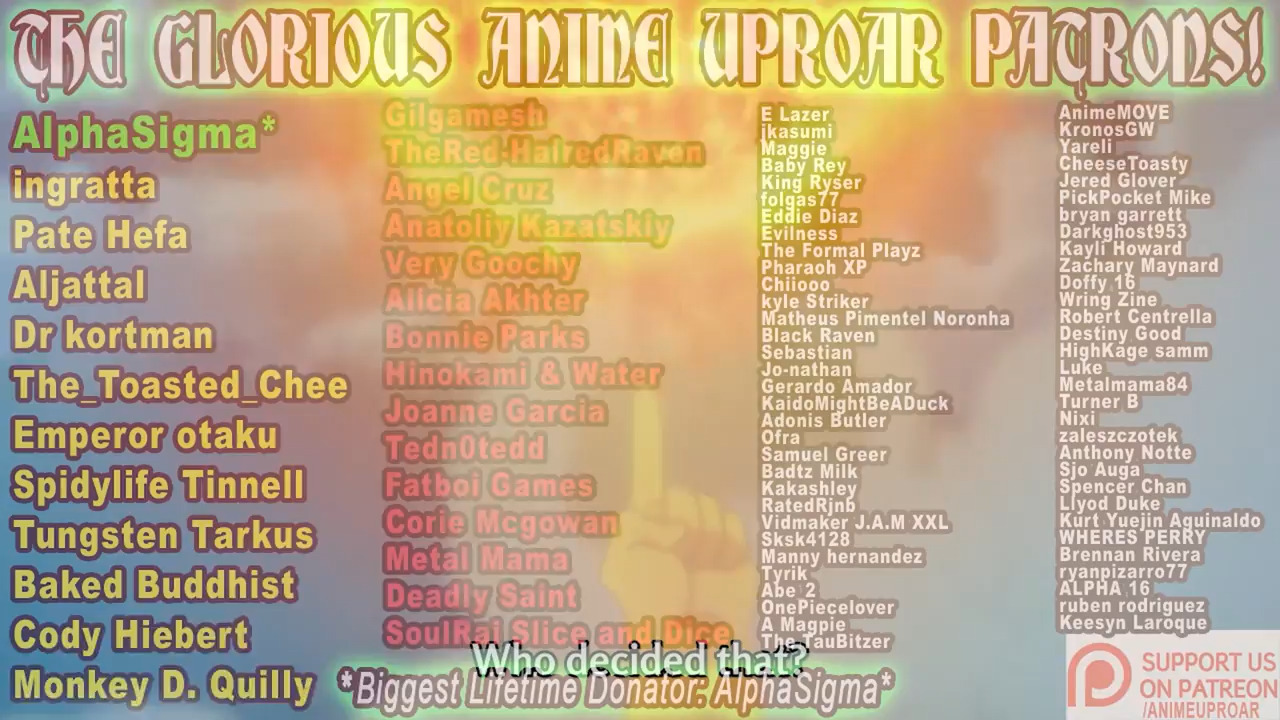 THE GLORIOUS ANIME UPROAR PATRONS!
AlphaSigma*
ingratta
Pate Hefa
Aljattal
Dr kortman
The_Toasted_Chee
Emperor otaku
Spidylife Tinnell
Tungsten Tarkus
Baked Buddhist
Cody Hiebert
Monkey D. Quilly
Gilgamesh
TheRed-HairedRaven
Angel Cruz
Anatoliy Kazatskiy
Very Goochy
Alicia Akhter
Bonnie Parks
Hinokami & Water
Joanne Garcia
Tedn0tedd
Fatboi Games
Corie Mcgowan
Metal Mama
Deadly Saint
SoulRai Slice and Dice
E Lazer
ikasumi
Maggie
Baby Rey
King Ryser
folgas77
Eddie Diaz
Evilness
The Formal Playz
Pharaoh XP
Chiiooo
kyle Striker
Matheus Pimentel Noronha
Black Raven
Sebastian
Jo-nathan
Gerardo Amador
KaidoMightBeADuck
Adonis Butler
Ofra
Samuel Greer
Badtz Milk
Kakashley
RatedRjnb
Vidmaker J.A.M XXL
Sksk4128
Manny hernandez
Tyrik
Abe 2
OnePiecelover
A Magpie
The TauBitzer
AnimeMOVE
KronosGW
Yareli
CheeseToasty
Jered Glover
PickPocket Mike
bryan garrett
Darkghost953
Kayli Howard
Zachary Maynard
Doffy 16
Wring Zine
Robert Centrella
Destiny Good
HighKage samm
Luke
Metalmama84
Turner B
Nixi
zaleszczotek
Anthony Notte
Sjo Auga
Spencer Chan
Llyod Duke
Kurt Yuejin Aguinaldo
WHERES PERRY
Brennan Rivera
ryanpizarro77
ALPHA 16
ruben rodriguez
Keesyn Laroque
Who decided that?
*Biggest Lifetime Donator: AlphaSigma*
SUPPORT US
ON PATREON
/ANIMEUPROAR